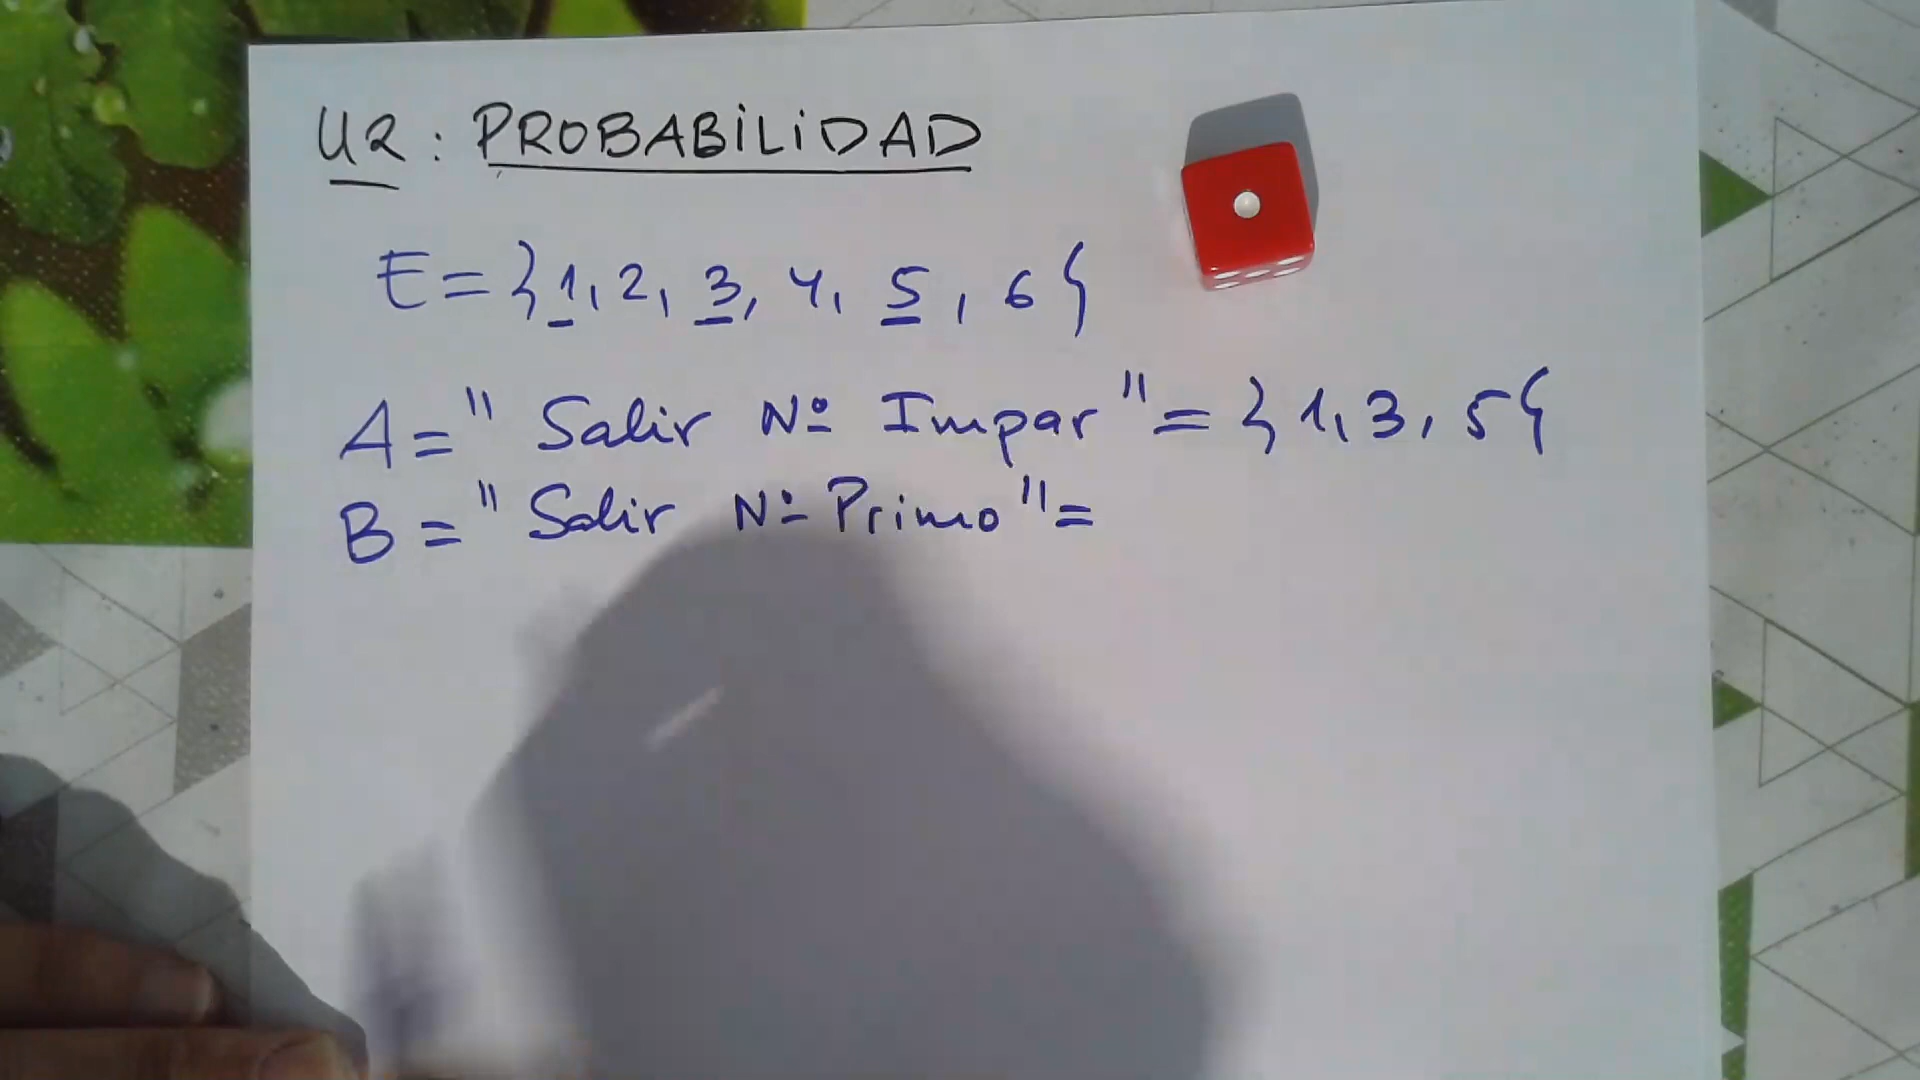 U2: PROBABILIDAD
E = }1, 2, 3, 4, 5, 6{
A = " Salir Nº Impar " = }1, 3, 5{
B = " Salir Nº Primo " =